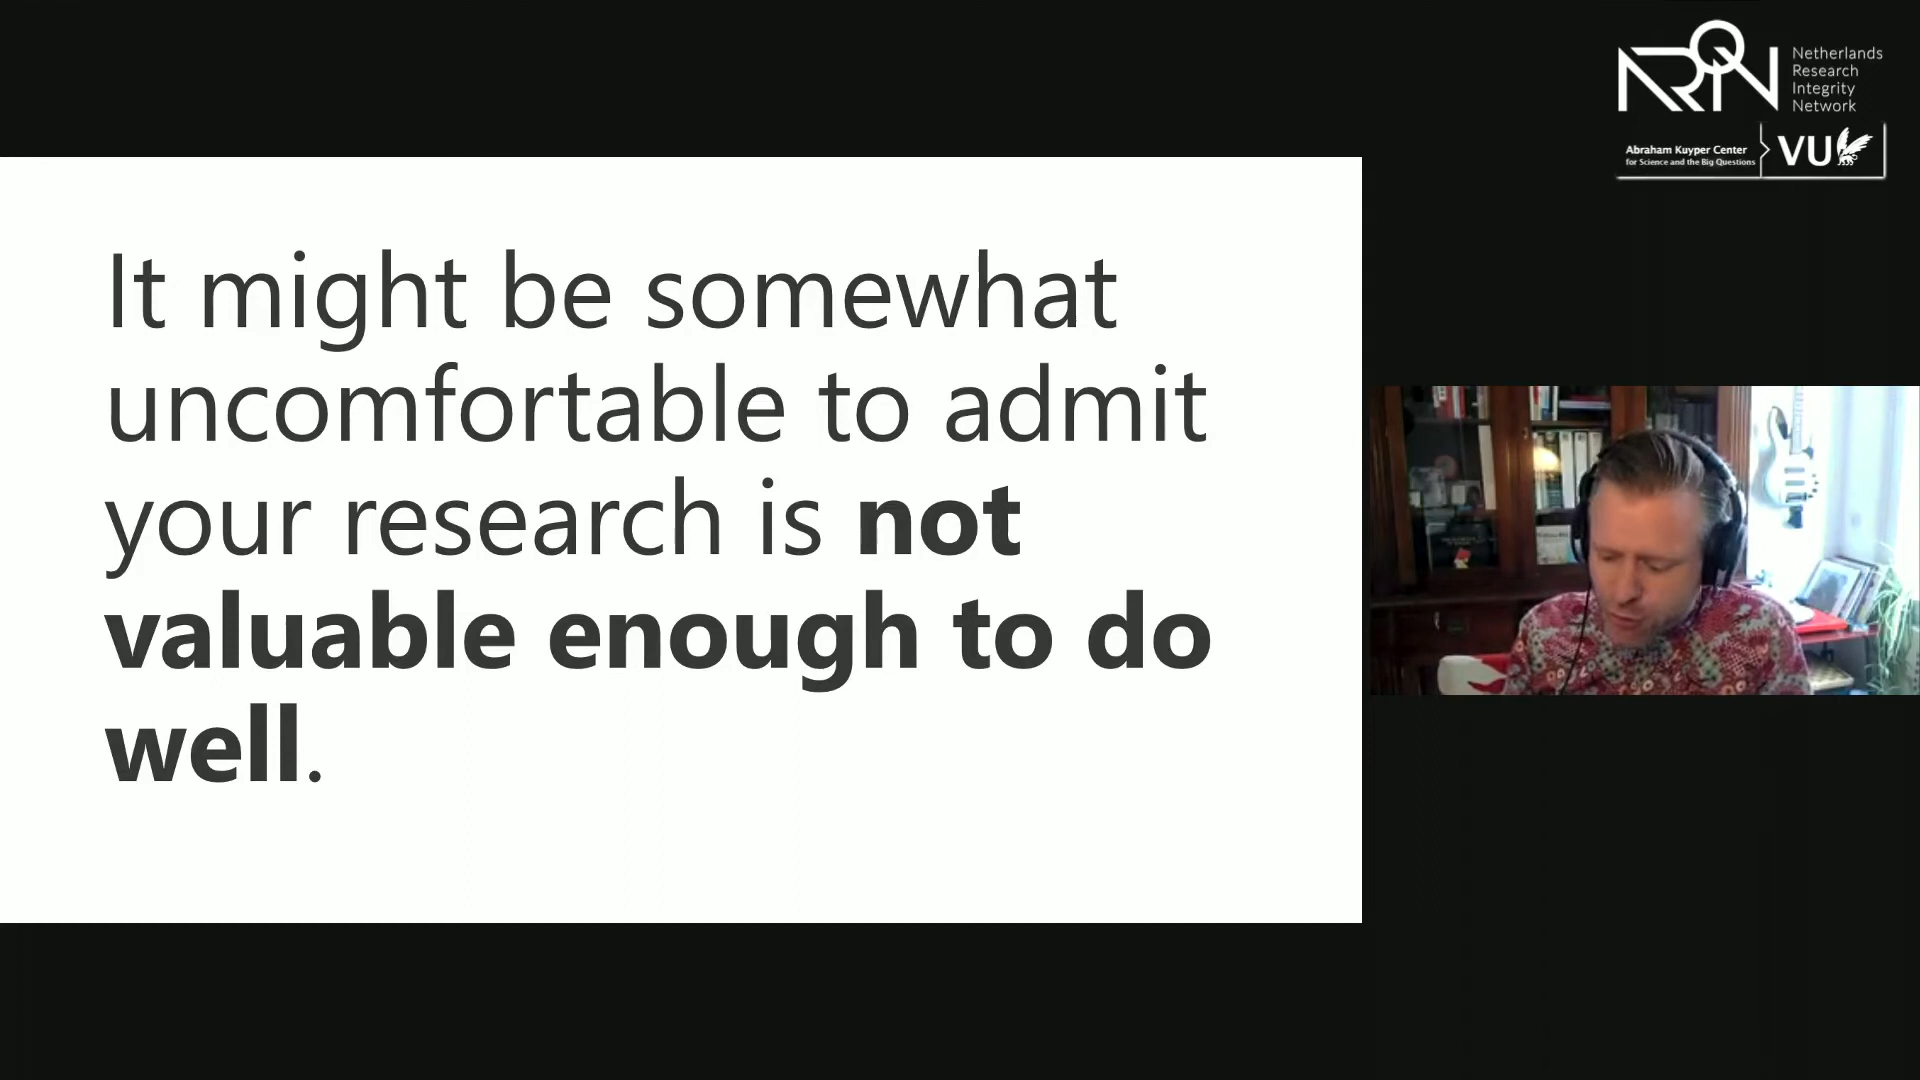 It might be somewhat
uncomfortable to admit
your research is not
valuable enough to do
well.
NRIN
Netherlands
Research
Integrity
Network
Abraham Kuyper Center
for Science and the Big Questions
VU